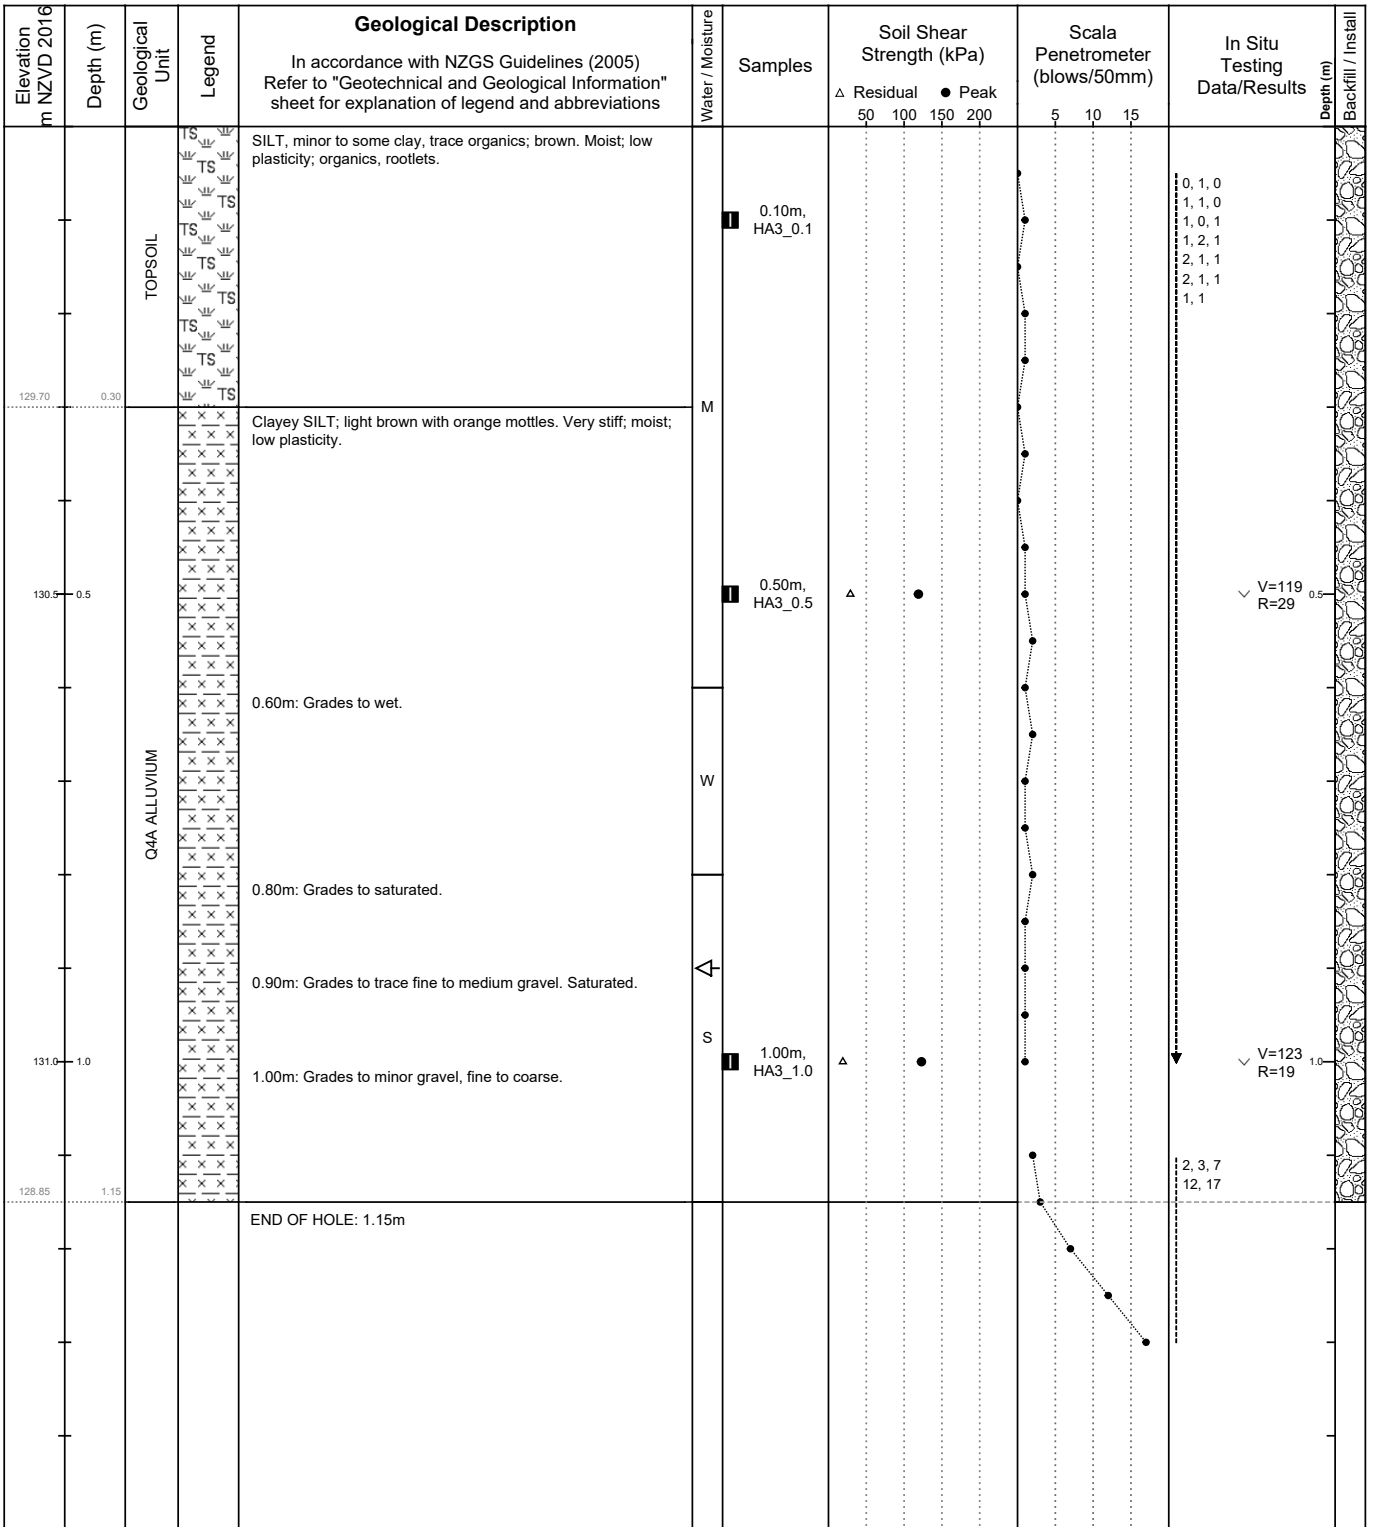 Elevation
m NZVD 2016
Depth (m)
Geological
Unit
Legend
Geological Description
In accordance with NZGS Guidelines (2005)
Refer to "Geotechnical and Geological Information"
sheet for explanation of legend and abbreviations
Water / Moisture
Samples
Soil Shear
Strength (kPa)
Residual
Peak
50 100 150 200
Scala
Penetrometer
(blows/50mm)
5 10 15
In Situ
Testing
Data/Results
Depth (m)
Backfill / Install
TOPSOIL
TS
TS
TS
TS
TS
TS
TS
TS
TS
SILT, minor to some clay, trace organics; brown. Moist; low
plasticity; organics, rootlets.
0.10m,
HA3_0.1
0, 1, 0
1, 1, 0
1, 0, 1
1, 2, 1
2, 1, 1
2, 1, 1
1, 1
129.70
0.30
M
Clayey SILT; light brown with orange mottles. Very stiff; moist;
low plasticity.
130.5
0.5
0.50m,
HA3_0.5
V=119
R=29
0.5
0.60m: Grades to wet.
W
Q4A ALLUVIUM
0.80m: Grades to saturated.
0.90m: Grades to trace fine to medium gravel. Saturated.
S
131.0
1.0
1.00m,
HA3_1.0
V=123
R=19
1.0
1.00m: Grades to minor gravel, fine to coarse.
2, 3, 7
12, 17
128.85
1.15
END OF HOLE: 1.15m